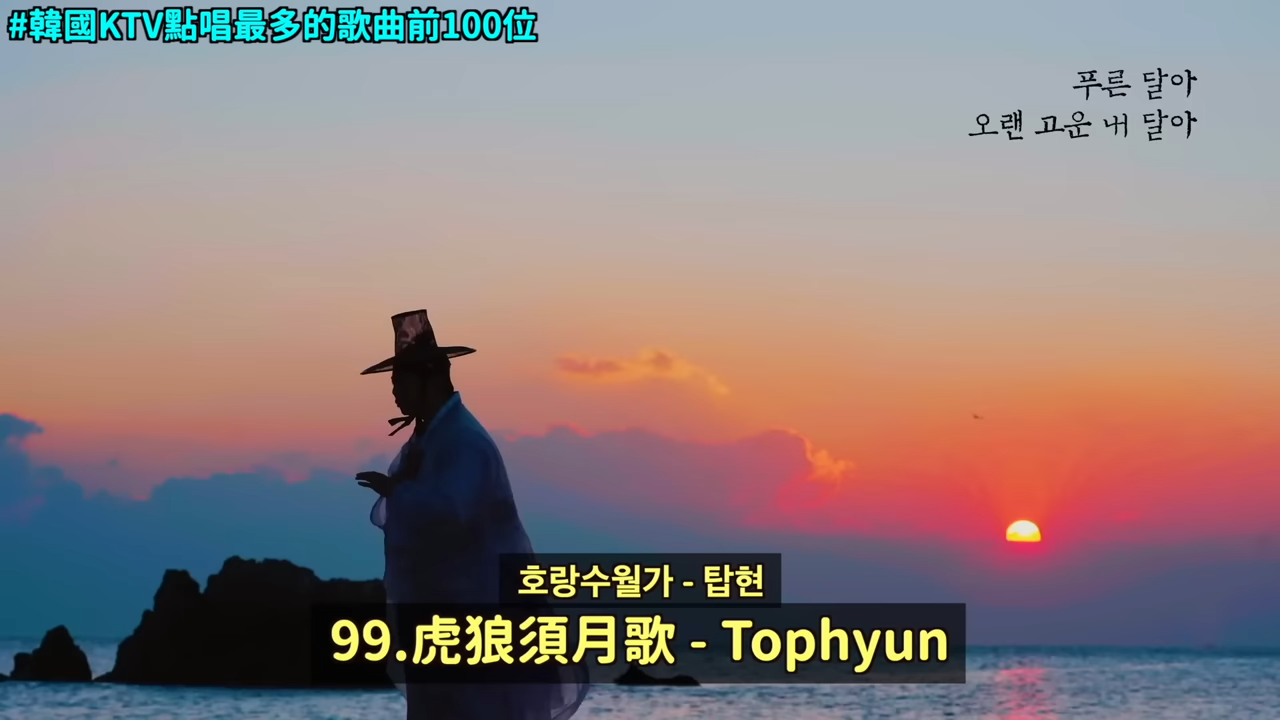 #韓國KTV點唱最多的歌曲前100位
푸른 달아
오랜 고운 내 달아
호랑수월가 - 탑현
99.虎狼須月歌 - Tophyun